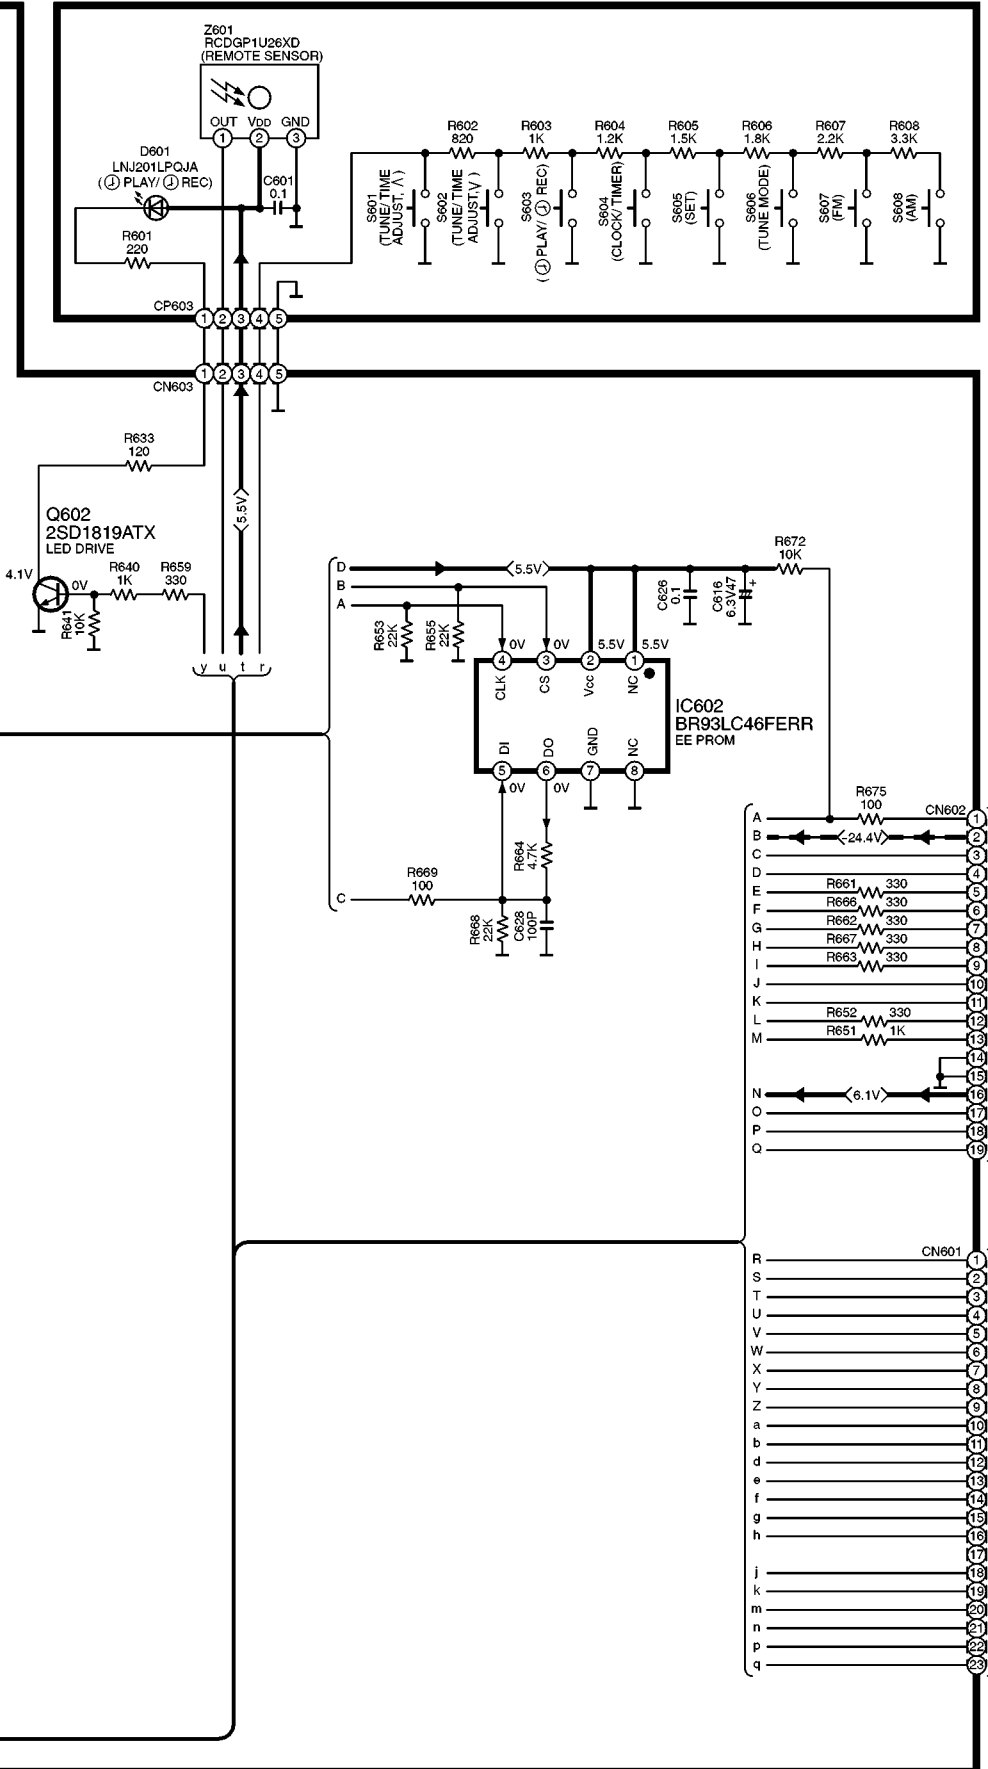 Z601
RCDGP1U26XD
(REMOTE SENSOR)
OUT VDD GND
1 2 3
D601
LNJ201LPQJA
( PLAY/ REC)
C601
0.1
R601
220
R602
820
R603
1K
R604
1.2K
R605
1.5K
R606
1.8K
R607
2.2K
R608
3.3K
S601
(TUNE/TIME
ADJUST, ∧)
S602
(TUNE/TIME
ADJUST,∨)
S603
( PLAY/ REC)
S604
(CLOCK/TIMER)
S605
(SET)
S606
(TUNE MODE)
S607
(FM)
S608
(AM)
CP603
1 2 3 4 5
1 2 3 4 5
CN603
R633
120
5.5V
Q602
2SD1819ATX
LED DRIVE
4.1V
0V
R640
1K
R659
330
R641
10K
y u t r
D
B
A
5.5V
R672
10K
R653
22K
R655
22K
C626
0.1
C616
6.3V47
+
0V 0V 5.5V 5.5V
4 3 2 1
CLK CS Vcc NC
IC602
BR93LC46FERR
EE PROM
DI DO GND NC
5 6 7 8
0V 0V
R664
4.7K
C
R669
100
R668
22K
C628
100P
R675
100
CN602
A 1
B -24.4V 2
C 3
D 4
E R661 330 5
F R666 330 6
G R662 330 7
H R667 330 8
I R663 330 9
J 10
K 11
L R652 330 12
M R651 1K 13
14
15
N 6.1V 16
O 17
P 18
Q 19
CN601
R 1
S 2
T 3
U 4
V 5
W 6
X 7
Y 8
Z 9
a 10
b 11
d 12
e 13
f 14
g 15
h 16
17
j 18
k 19
m 20
n 21
p 22
q 23